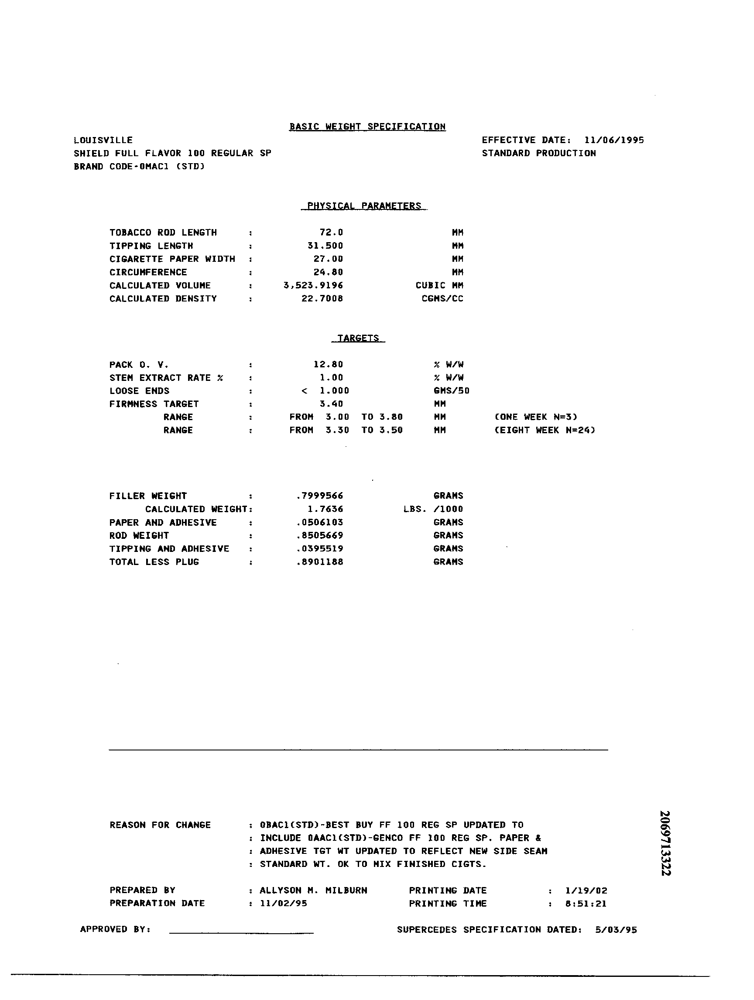 BASIC WEIGHT SPECIFICATION
LOUISVILLE EFFECTIVE DATE: 11/06/1995
SHIELD FULL FLAVOR 100 REGULAR SP STANDARD PRODUCTION
BRAND CODE-0MAC1 (STD)
PHYSICAL PARAMETERS
TOBACCO ROD LENGTH : 72.0 MM
TIPPING LENGTH : 31.500 MM
CIGARETTE PAPER WIDTH : 27.00 MM
CIRCUMFERENCE : 24.80 MM
CALCULATED VOLUME : 3,523.9196 CUBIC MM
CALCULATED DENSITY : 22.7008 CGMS/CC
TARGETS
PACK O. V. : 12.80 % W/W
STEM EXTRACT RATE % : 1.00 % W/W
LOOSE ENDS : < 1.000 GMS/50
FIRMNESS TARGET : 3.40 MM
RANGE : FROM 3.00 TO 3.80 MM (ONE WEEK N=3)
RANGE : FROM 3.30 TO 3.50 MM (EIGHT WEEK N=24)
FILLER WEIGHT : .7999566 GRAMS
CALCULATED WEIGHT: 1.7636 LBS. /1000
PAPER AND ADHESIVE : .0506103 GRAMS
ROD WEIGHT : .8505669 GRAMS
TIPPING AND ADHESIVE : .0395519 GRAMS
TOTAL LESS PLUG : .8901188 GRAMS
REASON FOR CHANGE : 0BAC1(STD)-BEST BUY FF 100 REG SP UPDATED TO
: INCLUDE 0AAC1(STD)-GENCO FF 100 REG SP. PAPER &
: ADHESIVE TGT WT UPDATED TO REFLECT NEW SIDE SEAM
: STANDARD WT. OK TO MIX FINISHED CIGTS.
PREPARED BY : ALLYSON M. MILBURN PRINTING DATE : 1/19/02
PREPARATION DATE : 11/02/95 PRINTING TIME : 8:51:21
APPROVED BY: SUPERCEDES SPECIFICATION DATED: 5/03/95
2069713322